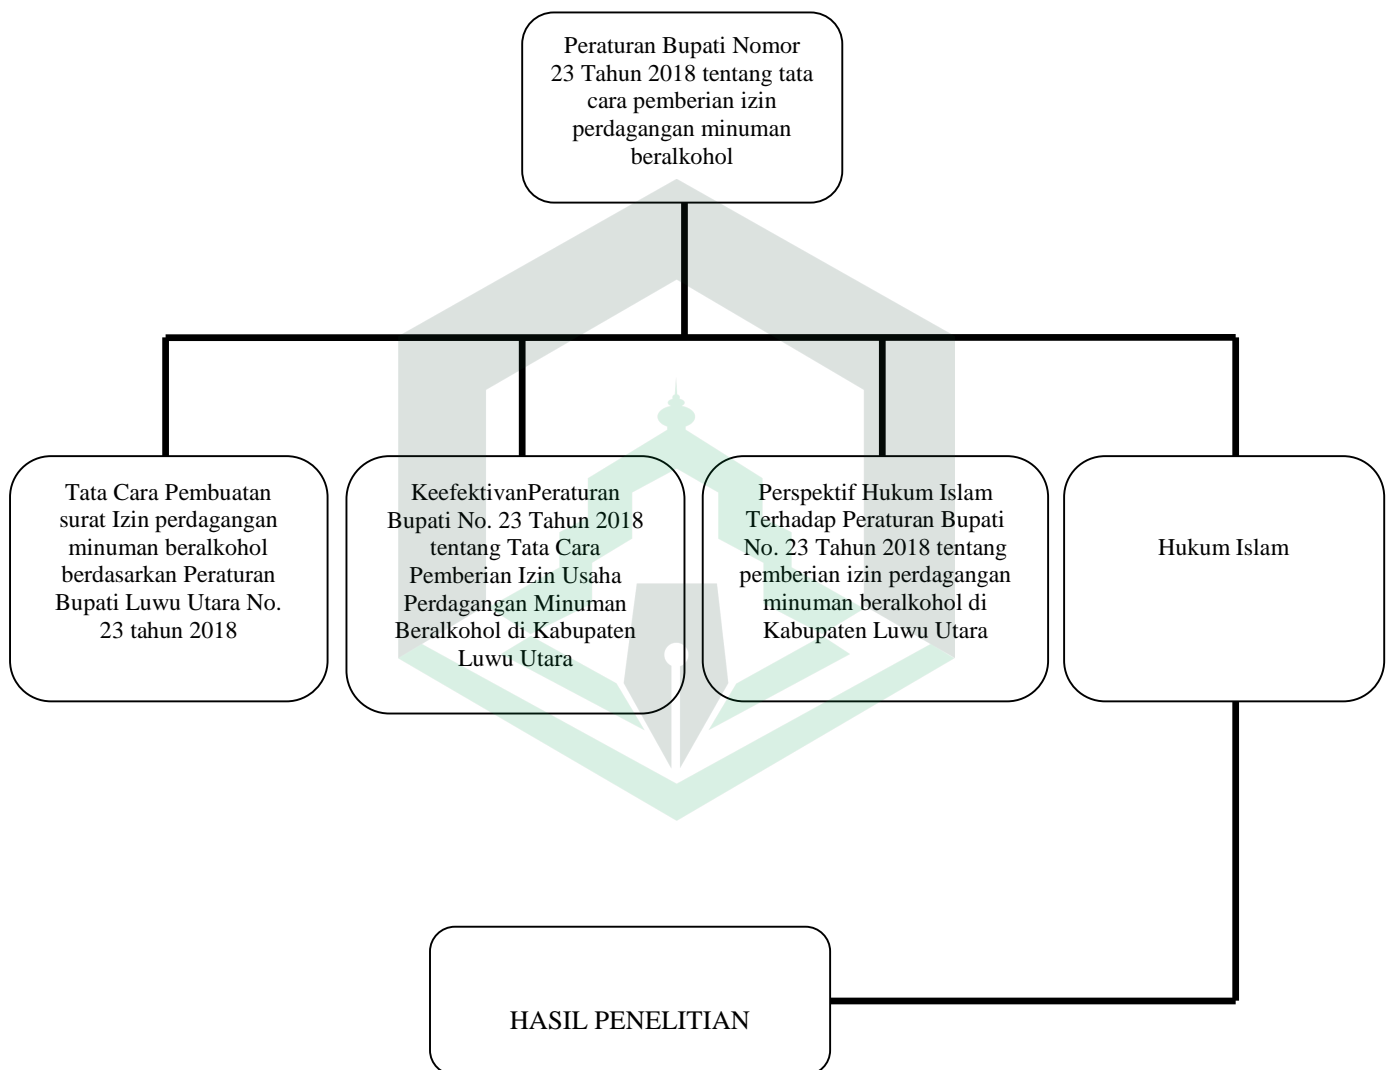 Peraturan Bupati Nomor
23 Tahun 2018 tentang tata
cara pemberian izin
perdagangan minuman
beralkohol
Tata Cara Pembuatan
surat Izin perdagangan
minuman beralkohol
berdasarkan Peraturan
Bupati Luwu Utara No.
23 tahun 2018
KeefektivanPeraturan
Bupati No. 23 Tahun 2018
tentang Tata Cara
Pemberian Izin Usaha
Perdagangan Minuman
Beralkohol di Kabupaten
Luwu Utara
Perspektif Hukum Islam
Terhadap Peraturan Bupati
No. 23 Tahun 2018 tentang
pemberian izin perdagangan
minuman beralkohol di
Kabupaten Luwu Utara
Hukum Islam
HASIL PENELITIAN